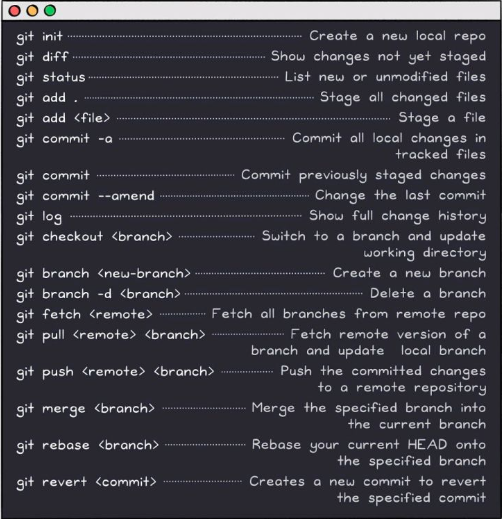 git init Create a new local repo
git diff Show changes not yet staged
git status List new or unmodified files
git add . Stage all changed files
git add <file> Stage a file
git commit -a Commit all local changes in
tracked files
git commit Commit previously staged changes
git commit --amend Change the last commit
git log Show full change history
git checkout <branch> Switch to a branch and update
working directory
git branch <new-branch> Create a new branch
git branch -d <branch> Delete a branch
git fetch <remote> Fetch all branches from remote repo
git pull <remote> <branch> Fetch remote version of a
branch and update local branch
git push <remote> <branch> Push the committed changes
to a remote repository
git merge <branch> Merge the specified branch into
the current branch
git rebase <branch> Rebase your current HEAD onto
the specified branch
git revert <commit> Creates a new commit to revert
the specified commit